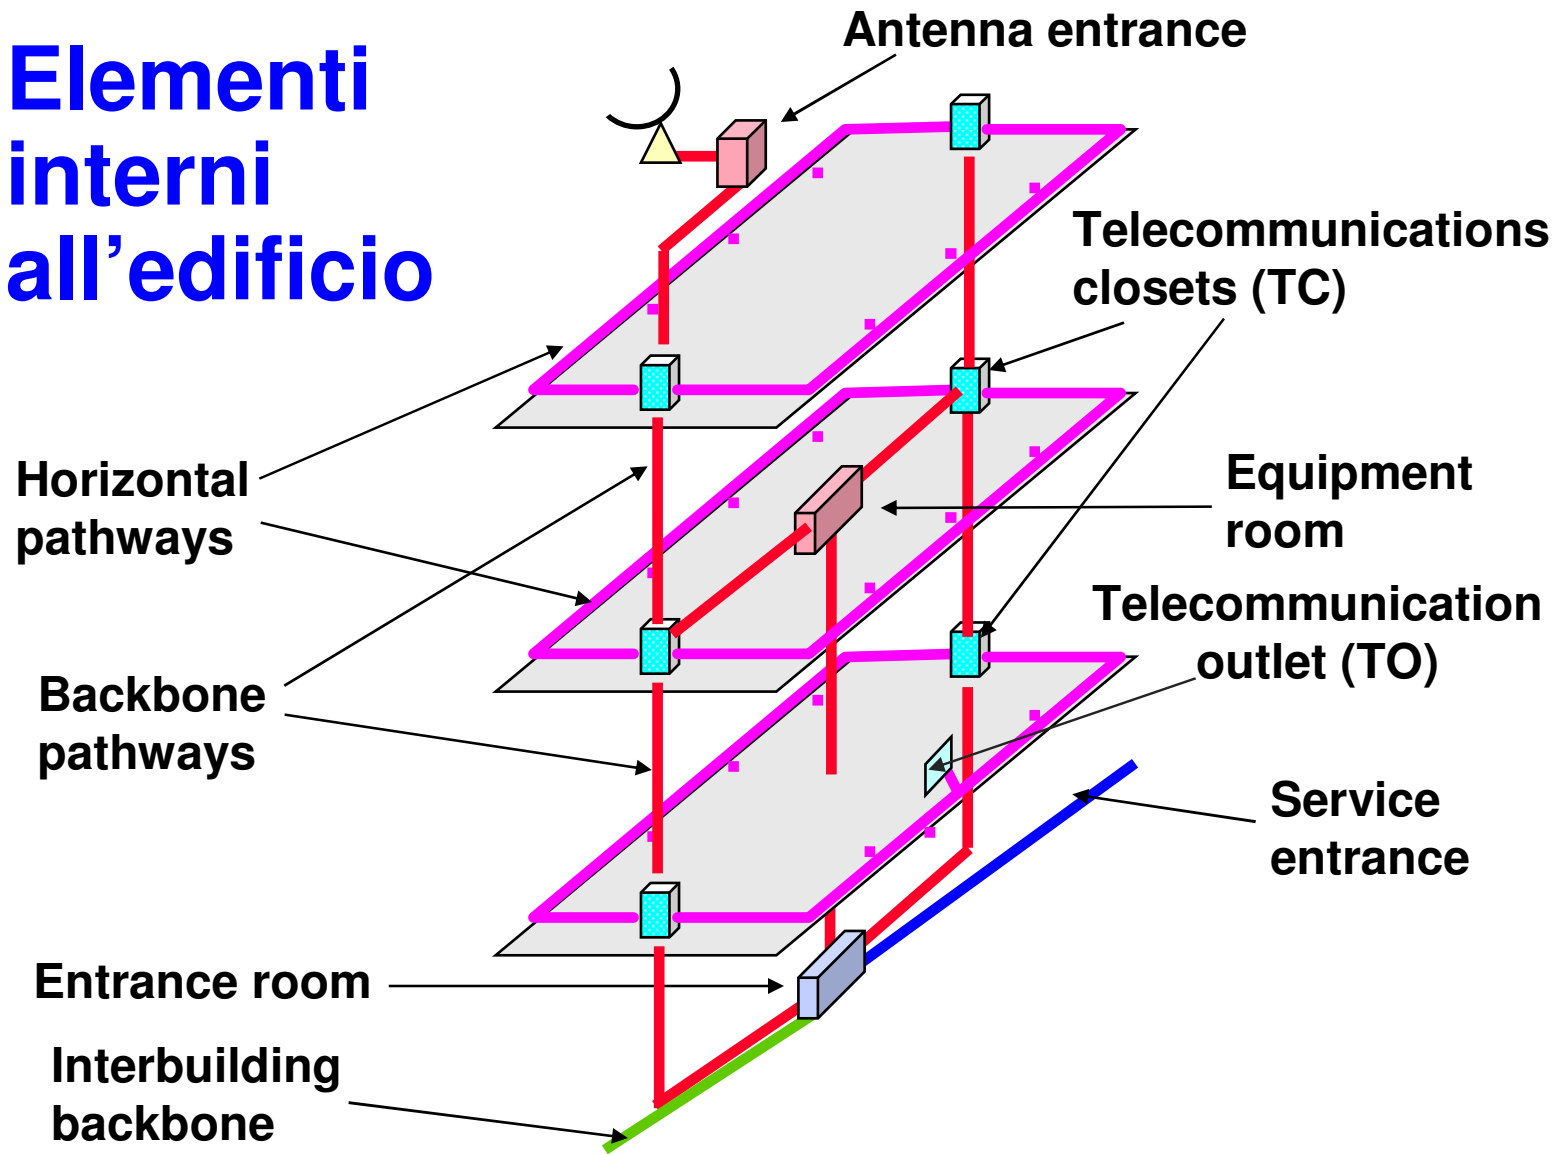 Elementi
interni
all’edificio
Antenna entrance
Telecommunications
closets (TC)
Horizontal
pathways
Equipment
room
Telecommunication
outlet (TO)
Backbone
pathways
Service
entrance
Entrance room
Interbuilding
backbone